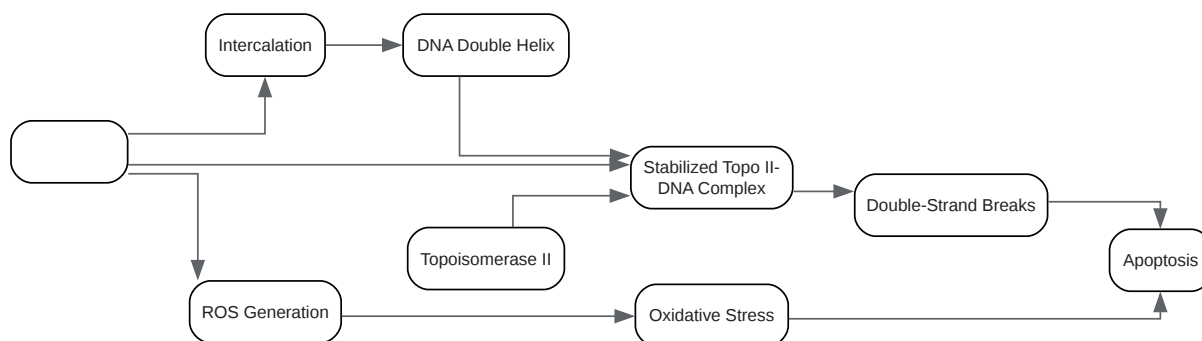 Intercalation
DNA Double Helix
Stabilized Topo II-
DNA Complex
Double-Strand Breaks
Topoisomerase II
Apoptosis
ROS Generation
Oxidative Stress